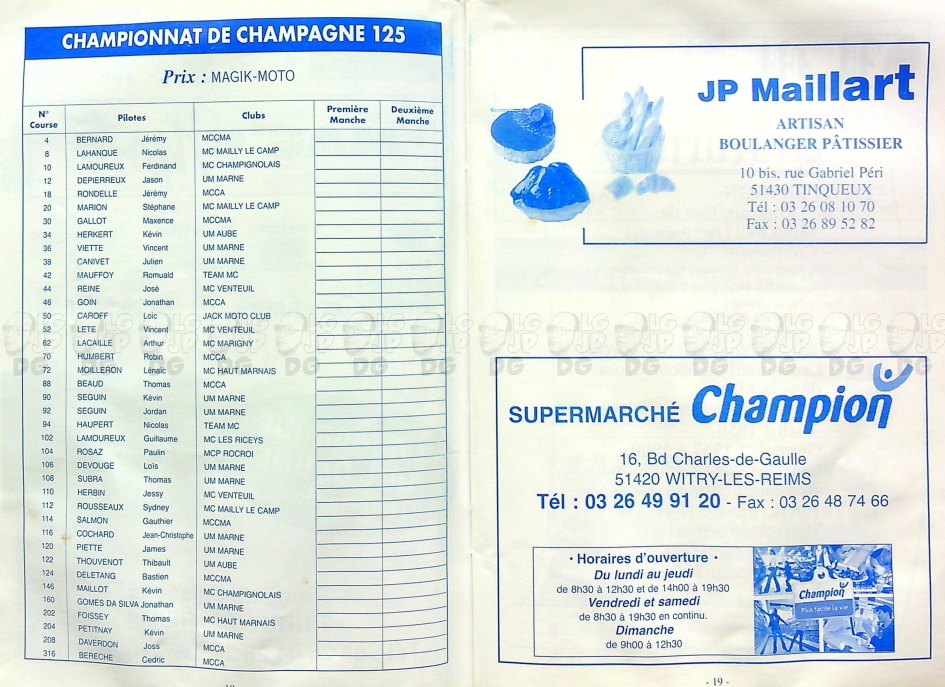 CHAMPIONNAT DE CHAMPAGNE 125
Prix : MAGIK-MOTO
N° Course Pilotes Clubs Première Manche Deuxième Manche
4 BERNARD Jérémy MCCMA
8 LAHANQUE Nicolas MC MAILLY LE CAMP
10 LAMOUREUX Ferdinand MC CHAMPIGNOLAIS
12 DEPIERREUX Jason UM MARNE
18 RONDELLE Jérémy MCCA
20 MARION Stéphane MC MAILLY LE CAMP
30 GALLOT Maxence MCCMA
34 HERKERT Kévin UM AUBE
36 VIETTE Vincent UM MARNE
38 CANIVET Julien UM MARNE
42 MAUFFOY Romuald TEAM MC
44 REINE José MC VENTEUIL
46 GOIN Jonathan MCCA
50 CAROFF Loic JACK MOTO CLUB
52 LETE Vincent MC VENTEUIL
62 LACAILLE Arthur MC MARIGNY
70 HUMBERT Robin MCCA
72 MOILLERON Lénaïc MC HAUT MARNAIS
88 BEAUD Thomas MCCA
90 SEGUIN Kévin UM MARNE
92 SEGUIN Jordan UM MARNE
94 HAUPERT Nicolas TEAM MC
102 LAMOUREUX Guillaume MC LES RICEYS
104 ROSAZ Paulin MCP ROCROI
106 DEVOUGE Loïs UM MARNE
108 SUBRA Thomas UM MARNE
110 HERBIN Jessy MC VENTEUIL
112 ROUSSEAUX Sydney MC MAILLY LE CAMP
114 SALMON Gauthier MCCMA
116 COCHARD Jean-Christophe UM MARNE
120 PIETTE James UM MARNE
122 THOUVENOT Thibault UM AUBE
124 DELETANG Bastien MCCMA
146 MAILLOT Kévin MC CHAMPIGNOLAIS
160 GOMES DA SILVA Jonathan UM MARNE
202 FOISSEY Thomas MC HAUT MARNAIS
204 PETITNAY Kévin UM MARNE
208 DAVERDON Joss MCCA
316 BERECHE Cedric MCCA
JP Maillart
ARTISAN
BOULANGER PÂTISSIER
10 bis, rue Gabriel Péri
51430 TINQUEUX
Tél : 03 26 08 10 70
Fax : 03 26 89 52 82
SUPERMARCHÉ Champion
16, Bd Charles-de-Gaulle
51420 WITRY-LES-REIMS
Tél : 03 26 49 91 20 - Fax : 03 26 48 74 66
• Horaires d'ouverture •
Du lundi au jeudi
de 8h30 à 12h30 et de 14h00 à 19h30
Vendredi et samedi
de 8h30 à 19h30 en continu.
Dimanche
de 9h00 à 12h30
Champion
Plus facile la vie
- 19 -